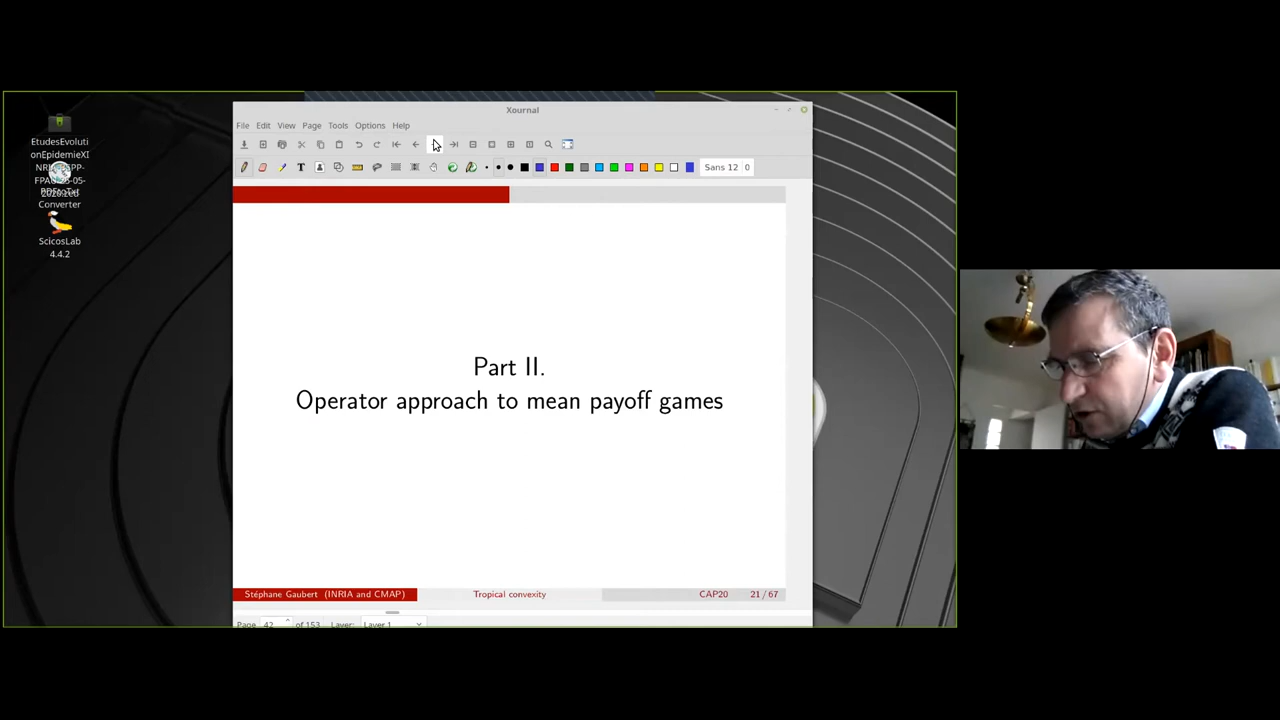 Xournal
File Edit View Page Tools Options Help
Sans 12
EtudesEvoluti
onEpidemieXI
Converter
ScicosLab
4.4.2
Part II.
Operator approach to mean payoff games
Stéphane Gaubert (INRIA and CMAP) Tropical convexity CAP20 21 / 67
Page 42 of 153 Layer: Layer 1